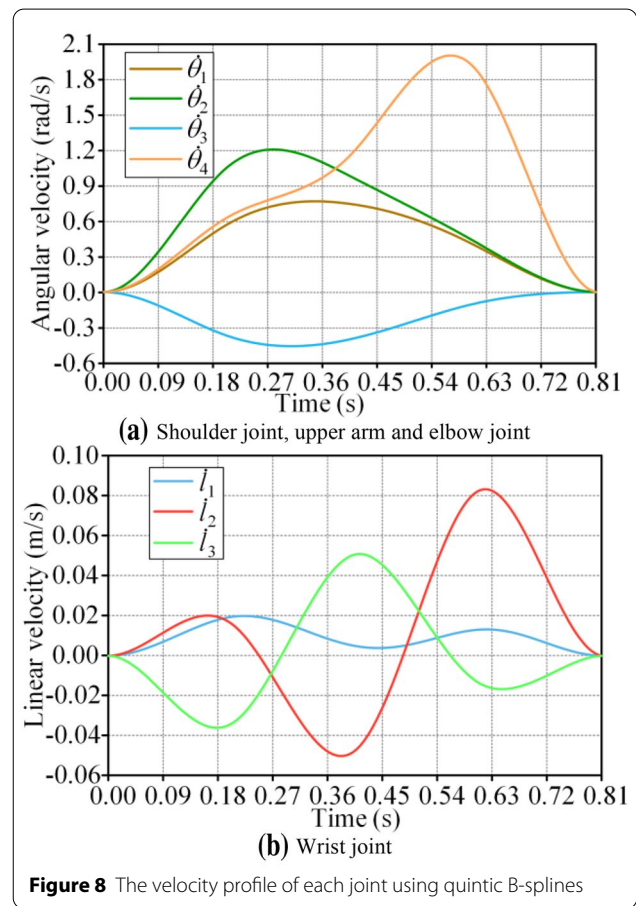 2.1
1.8
1.5
1.2
0.9
0.6
0.3
0.0
-0.3
-0.6
Angular velocity (rad/s)
θ̇1
θ̇2
θ̇3
θ̇4
0.00 0.09 0.18 0.27 0.36 0.45 0.54 0.63 0.72 0.81
Time (s)
(a) Shoulder joint, upper arm and elbow joint
0.10
0.08
0.06
0.04
0.02
0.00
-0.02
-0.04
-0.06
Linear velocity (m/s)
l̇1
l̇2
l̇3
0.00 0.09 0.18 0.27 0.36 0.45 0.54 0.63 0.72 0.81
Time (s)
(b) Wrist joint
Figure 8 The velocity profile of each joint using quintic B-splines